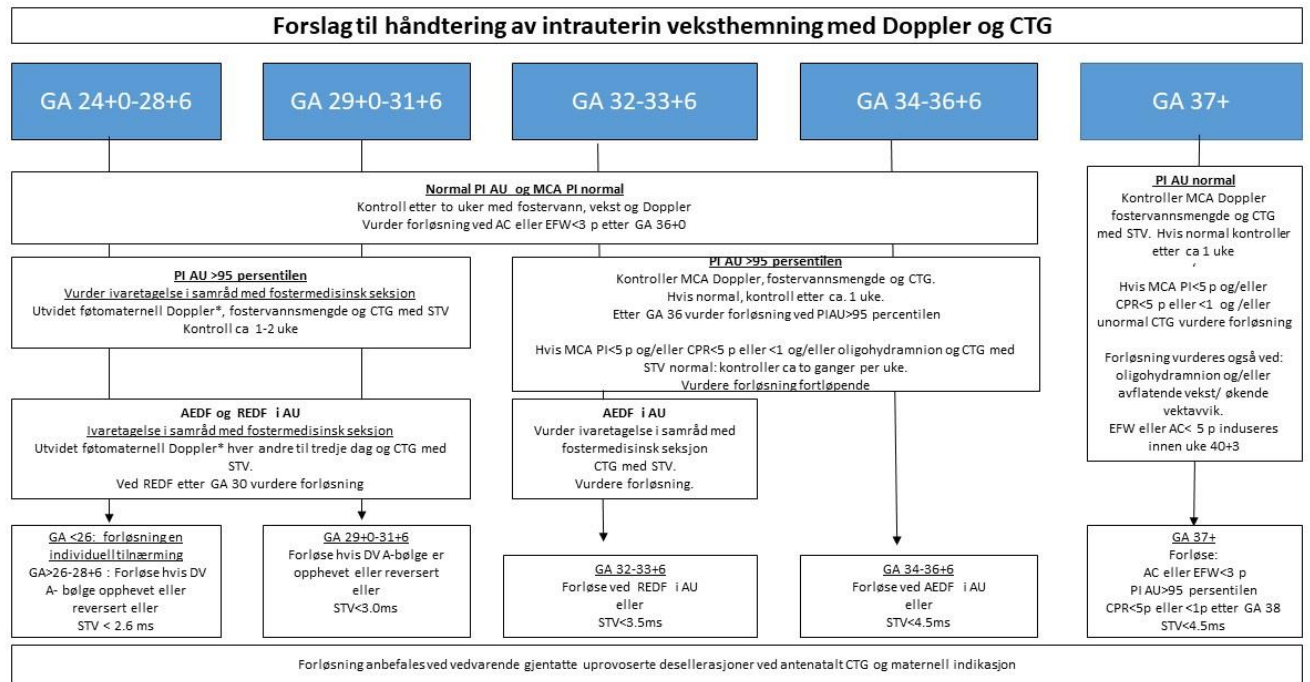 Forslag til håndtering av intrauterin veksthemning med Doppler og CTG
GA 24+0-28+6
GA 29+0-31+6
GA 32-33+6
GA 34-36+6
GA 37+
Normal PI AU og MCA PI normal
Kontroll etter to uker med fostervann, vekst og Doppler
Vurder forløsning ved AC eller EFW<3 p etter GA 36+0
PI AU >95 persentilen
Vurder ivaretagelse i samråd med fostermedisinsk seksjon
Utvidet føtomaternell Doppler*, fostervannsmengde og CTG med STV
Kontroll ca 1-2 uke
PI AU >95 percentilen
Kontroller MCA Doppler, fostervannsmengde og CTG.
Hvis normal, kontroll etter ca. 1 uke.
Etter GA 36 vurder forløsning ved PIAU>95 percentilen
Hvis MCA PI<5 p og/eller CPR<5 p eller <1 og/eller oligohydramnion og CTG med
STV normal: kontroller ca to ganger per uke.
Vurdere forløsning fortløpende
PI AU normal
Kontroller MCA Doppler
fostervannsmengde og CTG
med STV. Hvis normal kontroller
etter ca 1 uke
‘
Hvis MCA PI<5 p og/eller
CPR<5 p eller <1 og /eller
unormal CTG vurdere forløsning
Forløsning vurderes også ved:
oligohydramnion og/eller
avflatende vekst/ økende
vektavvik.
EFW eller AC< 5 p induseres
innen uke 40+3
AEDF og REDF i AU
Ivaretagelse i samråd med fostermedisinsk seksjon
Utvidet føtomaternell Doppler* hver andre til tredje dag og CTG med
STV.
Ved REDF etter GA 30 vurdere forløsning
AEDF i AU
Vurder ivaretagelse i samråd med
fostermedisinsk seksjon
CTG med STV.
Vurdere forløsning.
GA <26: forløsning en
individuell tilnærming
GA>26-28+6 : Forløse hvis DV
A- bølge opphevet eller
reversert eller
STV < 2.6 ms
GA 29+0-31+6
Forløse hvis DV A-bølge er
opphevet eller reversert
eller
STV<3.0ms
GA 32-33+6
Forløse ved REDF i AU
eller
STV<3.5ms
GA 34-36+6
Forløse ved AEDF i AU
eller
STV<4.5ms
GA 37+
Forløse:
AC eller EFW<3 p
PI AU>95 persentilen
CPR<5p eller <1p etter GA 38
STV<4.5ms
Forløsning anbefales ved vedvarende gjentatte uprovoserte desellerasjoner ved antenatalt CTG og maternell indikasjon